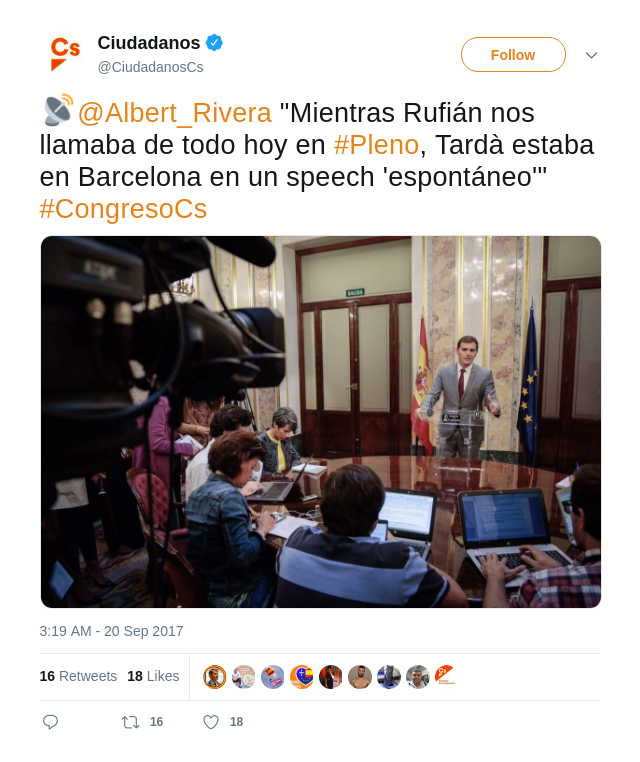 Cs
Ciudadanos
@CiudadanosCs
Follow
@Albert_Rivera "Mientras Rufián nos
llamaba de todo hoy en #Pleno, Tardà estaba
en Barcelona en un speech 'espontáneo'"
#CongresoCs
SALIDA
3:19 AM - 20 Sep 2017
16 Retweets 18 Likes
16 18